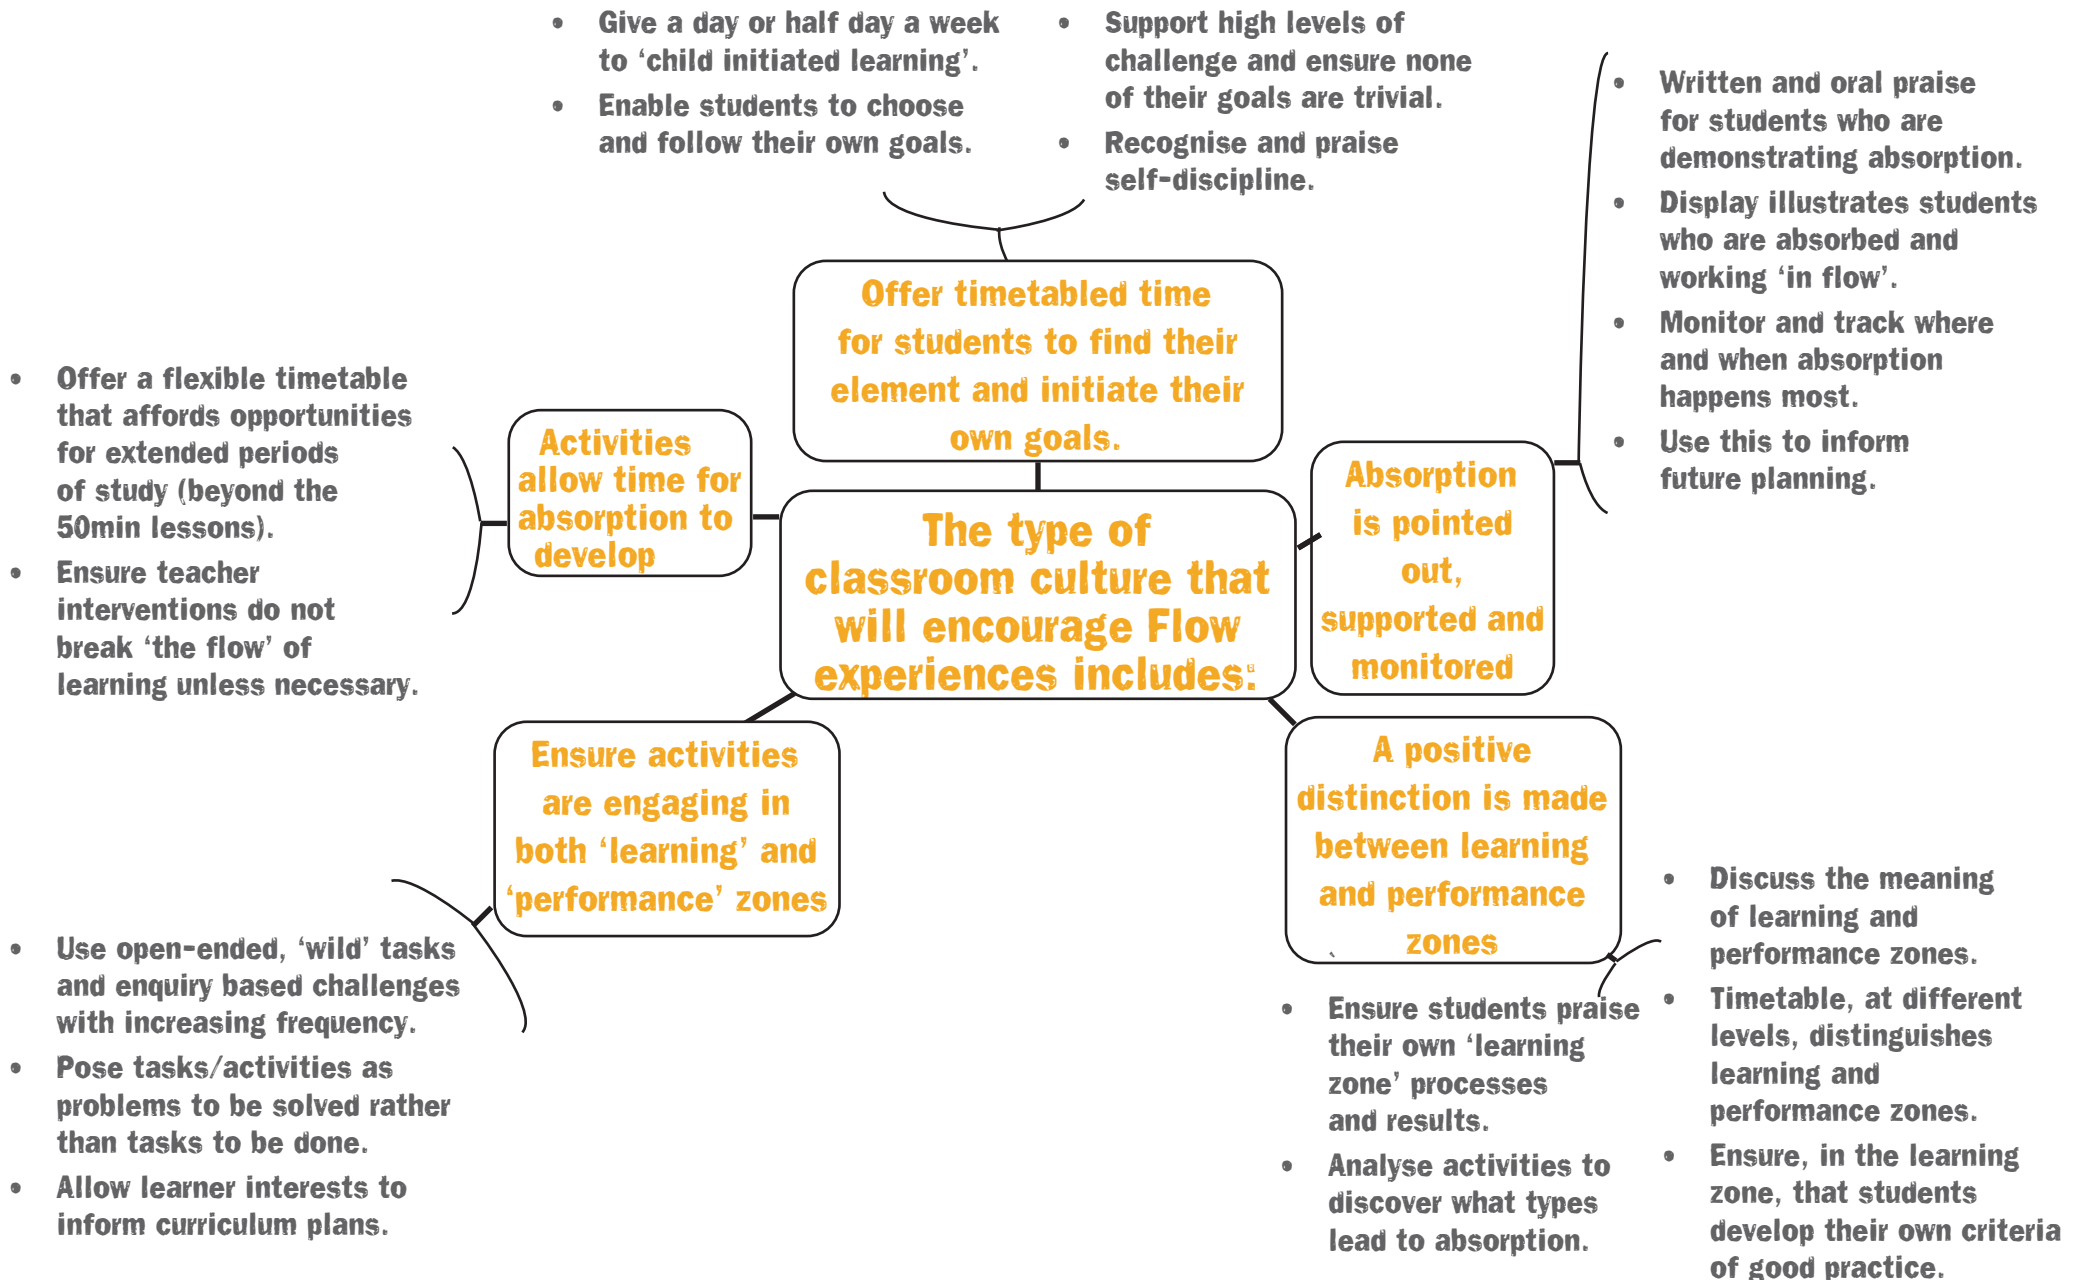 • Give a day or half day a week
to ‘child initiated learning’.
• Enable students to choose
and follow their own goals.
• Support high levels of
challenge and ensure none
of their goals are trivial.
• Recognise and praise
self-discipline.
• Written and oral praise
for students who are
demonstrating absorption.
• Display illustrates students
who are absorbed and
working ‘in flow’.
• Monitor and track where
and when absorption
happens most.
• Use this to inform
future planning.
Offer timetabled time
for students to find their
element and initiate their
own goals.
• Offer a flexible timetable
that affords opportunities
for extended periods
of study (beyond the
50min lessons).
• Ensure teacher
interventions do not
break ‘the flow’ of
learning unless necessary.
Activities
allow time for
absorption to
develop
The type of
classroom culture that
will encourage Flow
experiences includes:
Absorption
is pointed
out,
supported and
monitored
Ensure activities
are engaging in
both ‘learning’ and
‘performance’ zones
A positive
distinction is made
between learning
and performance
zones
• Use open-ended, ‘wild’ tasks
and enquiry based challenges
with increasing frequency.
• Pose tasks/activities as
problems to be solved rather
than tasks to be done.
• Allow learner interests to
inform curriculum plans.
• Ensure students praise
their own ‘learning
zone’ processes
and results.
• Analyse activities to
discover what types
lead to absorption.
• Discuss the meaning
of learning and
performance zones.
• Timetable, at different
levels, distinguishes
learning and
performance zones.
• Ensure, in the learning
zone, that students
develop their own criteria
of good practice.